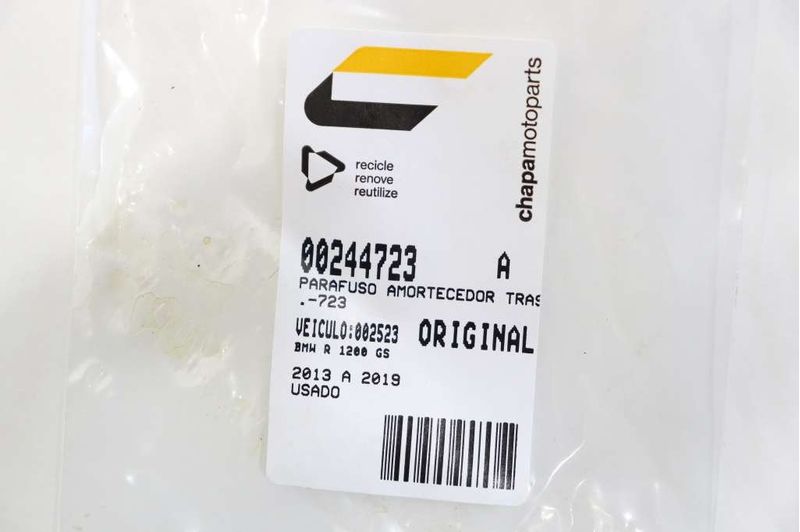 chapamotoparts
recicle
renove
reutilize
00244723 A
PARAFUSO AMORTECEDOR TRAS
.-723
VEICULO:002523 ORIGINAL
BMW R 1200 GS
2013 A 2019
USADO